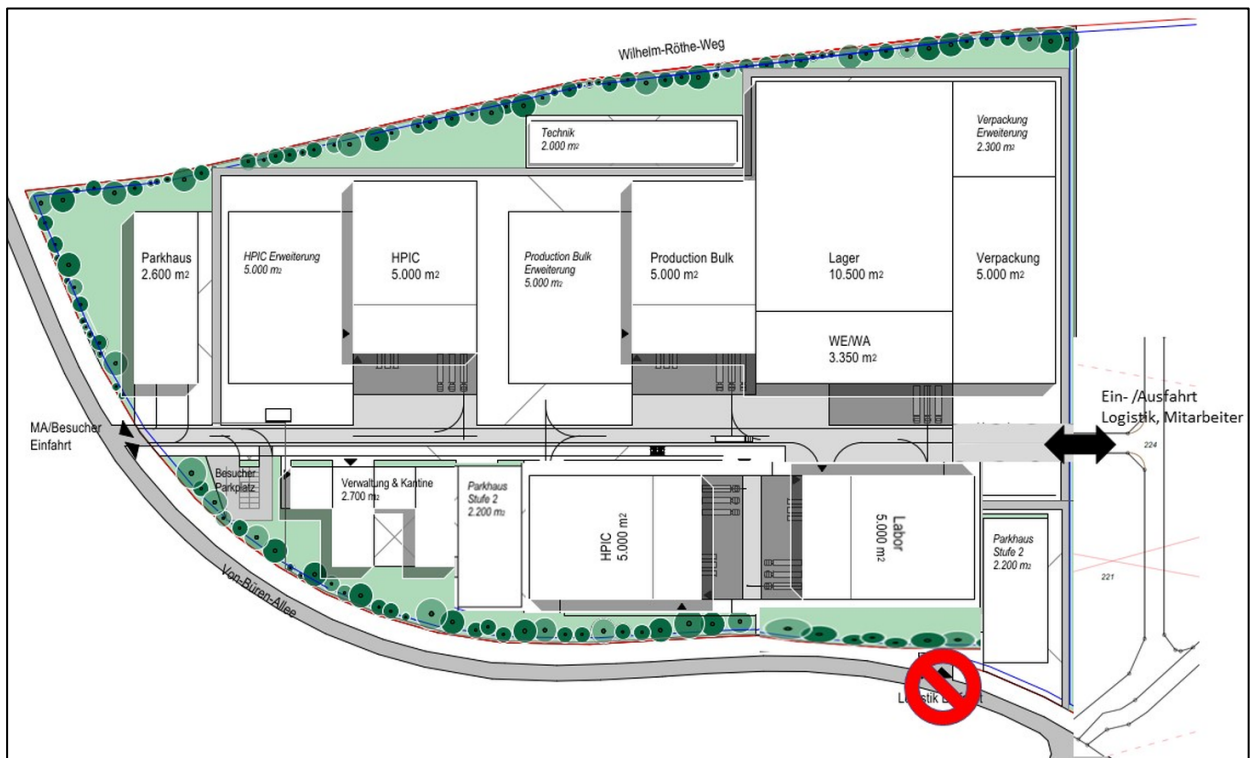 Wilhelm-Röthe-Weg
Technik
2.000 m2
Verpackung
Erweiterung
2.300 m2
Parkhaus
2.600 m2
HPIC Erweiterung
5.000 m2
HPIC
5.000 m2
Production Bulk
Erweiterung
5.000 m2
Production Bulk
5.000 m2
Lager
10.500 m2
Verpackung
5.000 m2
WE/WA
3.350 m2
Ein- /Ausfahrt
Logistik, Mitarbeiter
224
MA/Besucher
Einfahrt
Besucher
Parkplatz
Verwaltung & Kantine
2.700 m2
Parkhaus
Stufe 2
2.200 m2
HPIC
5.000 m2
Labor
5.000 m2
Parkhaus
Stufe 2
2.200 m2
221
Von-Büren-Allee
Logistik